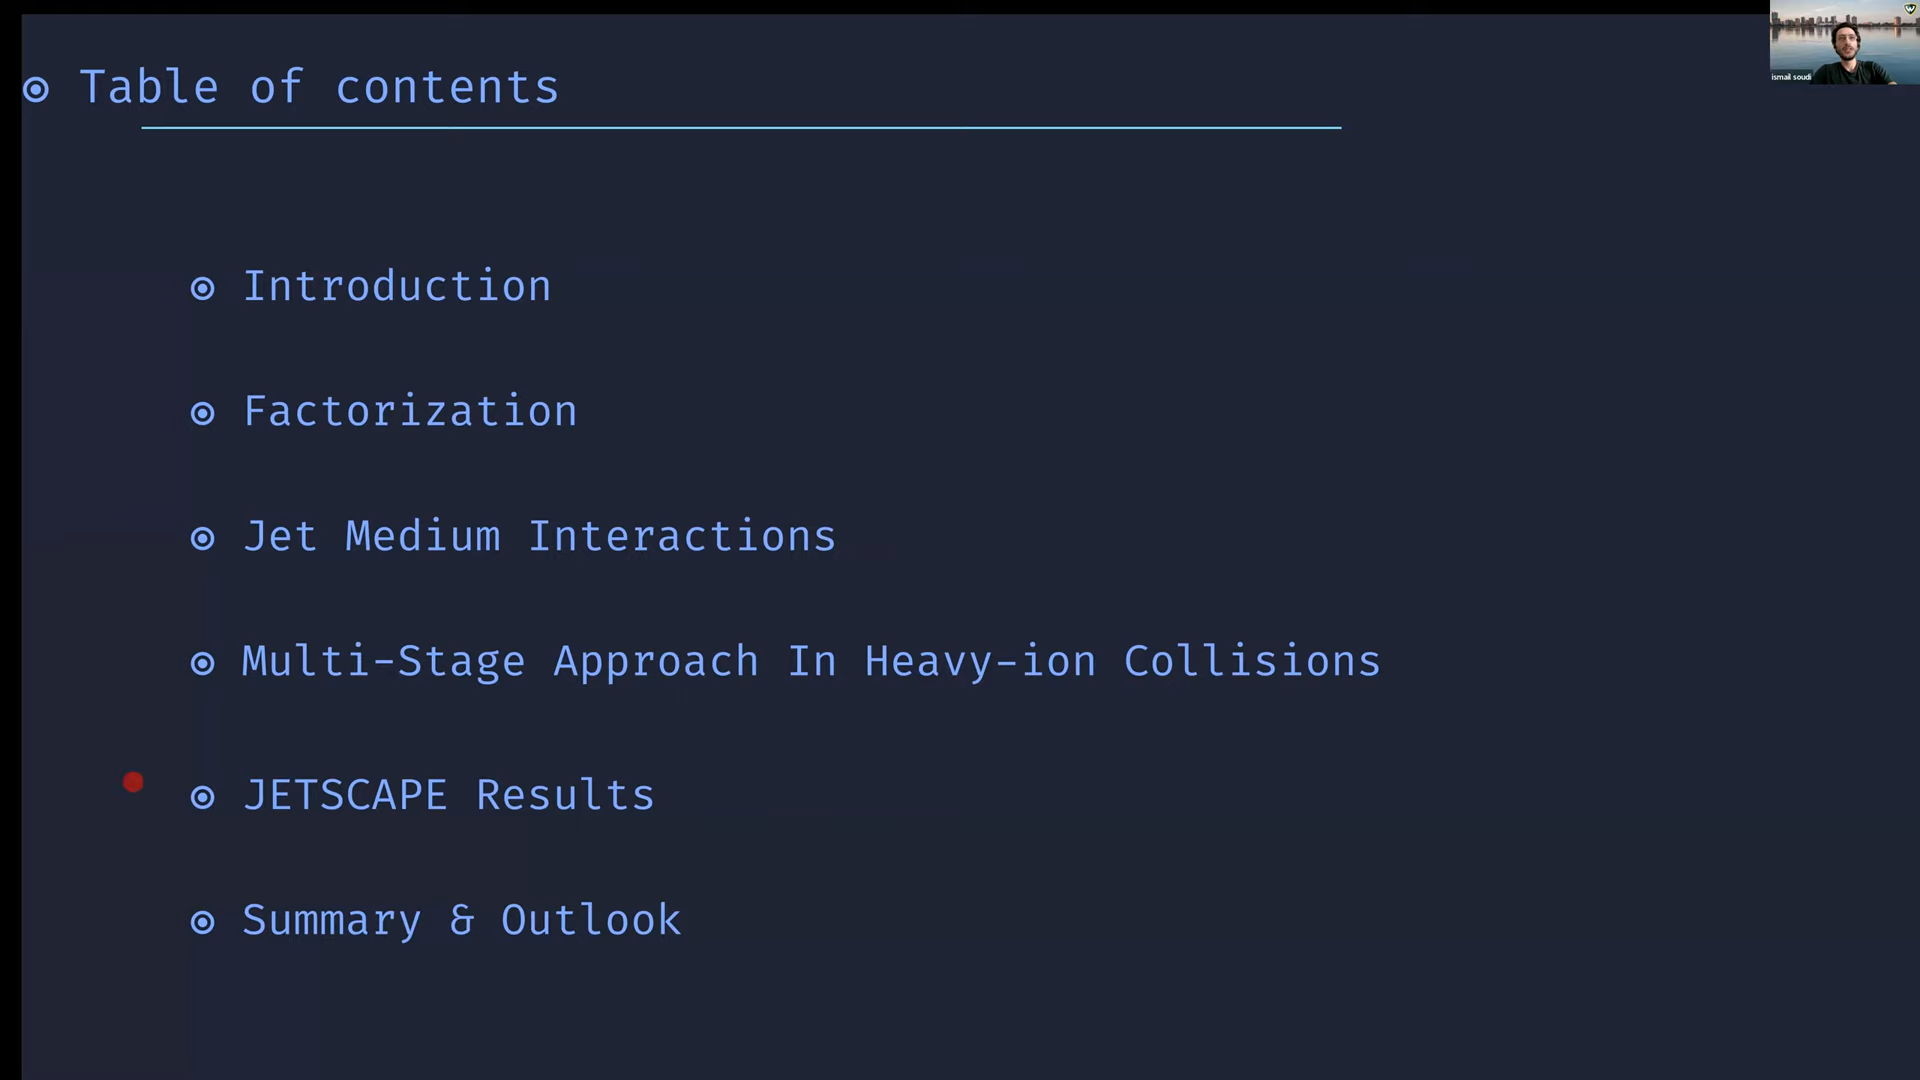 Table of contents
ismail soudi
Introduction
Factorization
Jet Medium Interactions
Multi-Stage Approach In Heavy-ion Collisions
JETSCAPE Results
Summary & Outlook